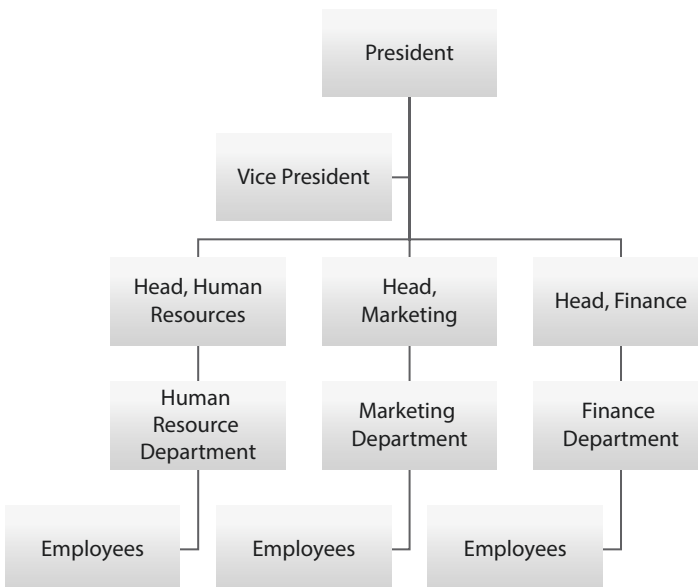 President
Vice President
Head, Human
Resources
Head,
Marketing
Head, Finance
Human
Resource
Department
Marketing
Department
Finance
Department
Employees
Employees
Employees